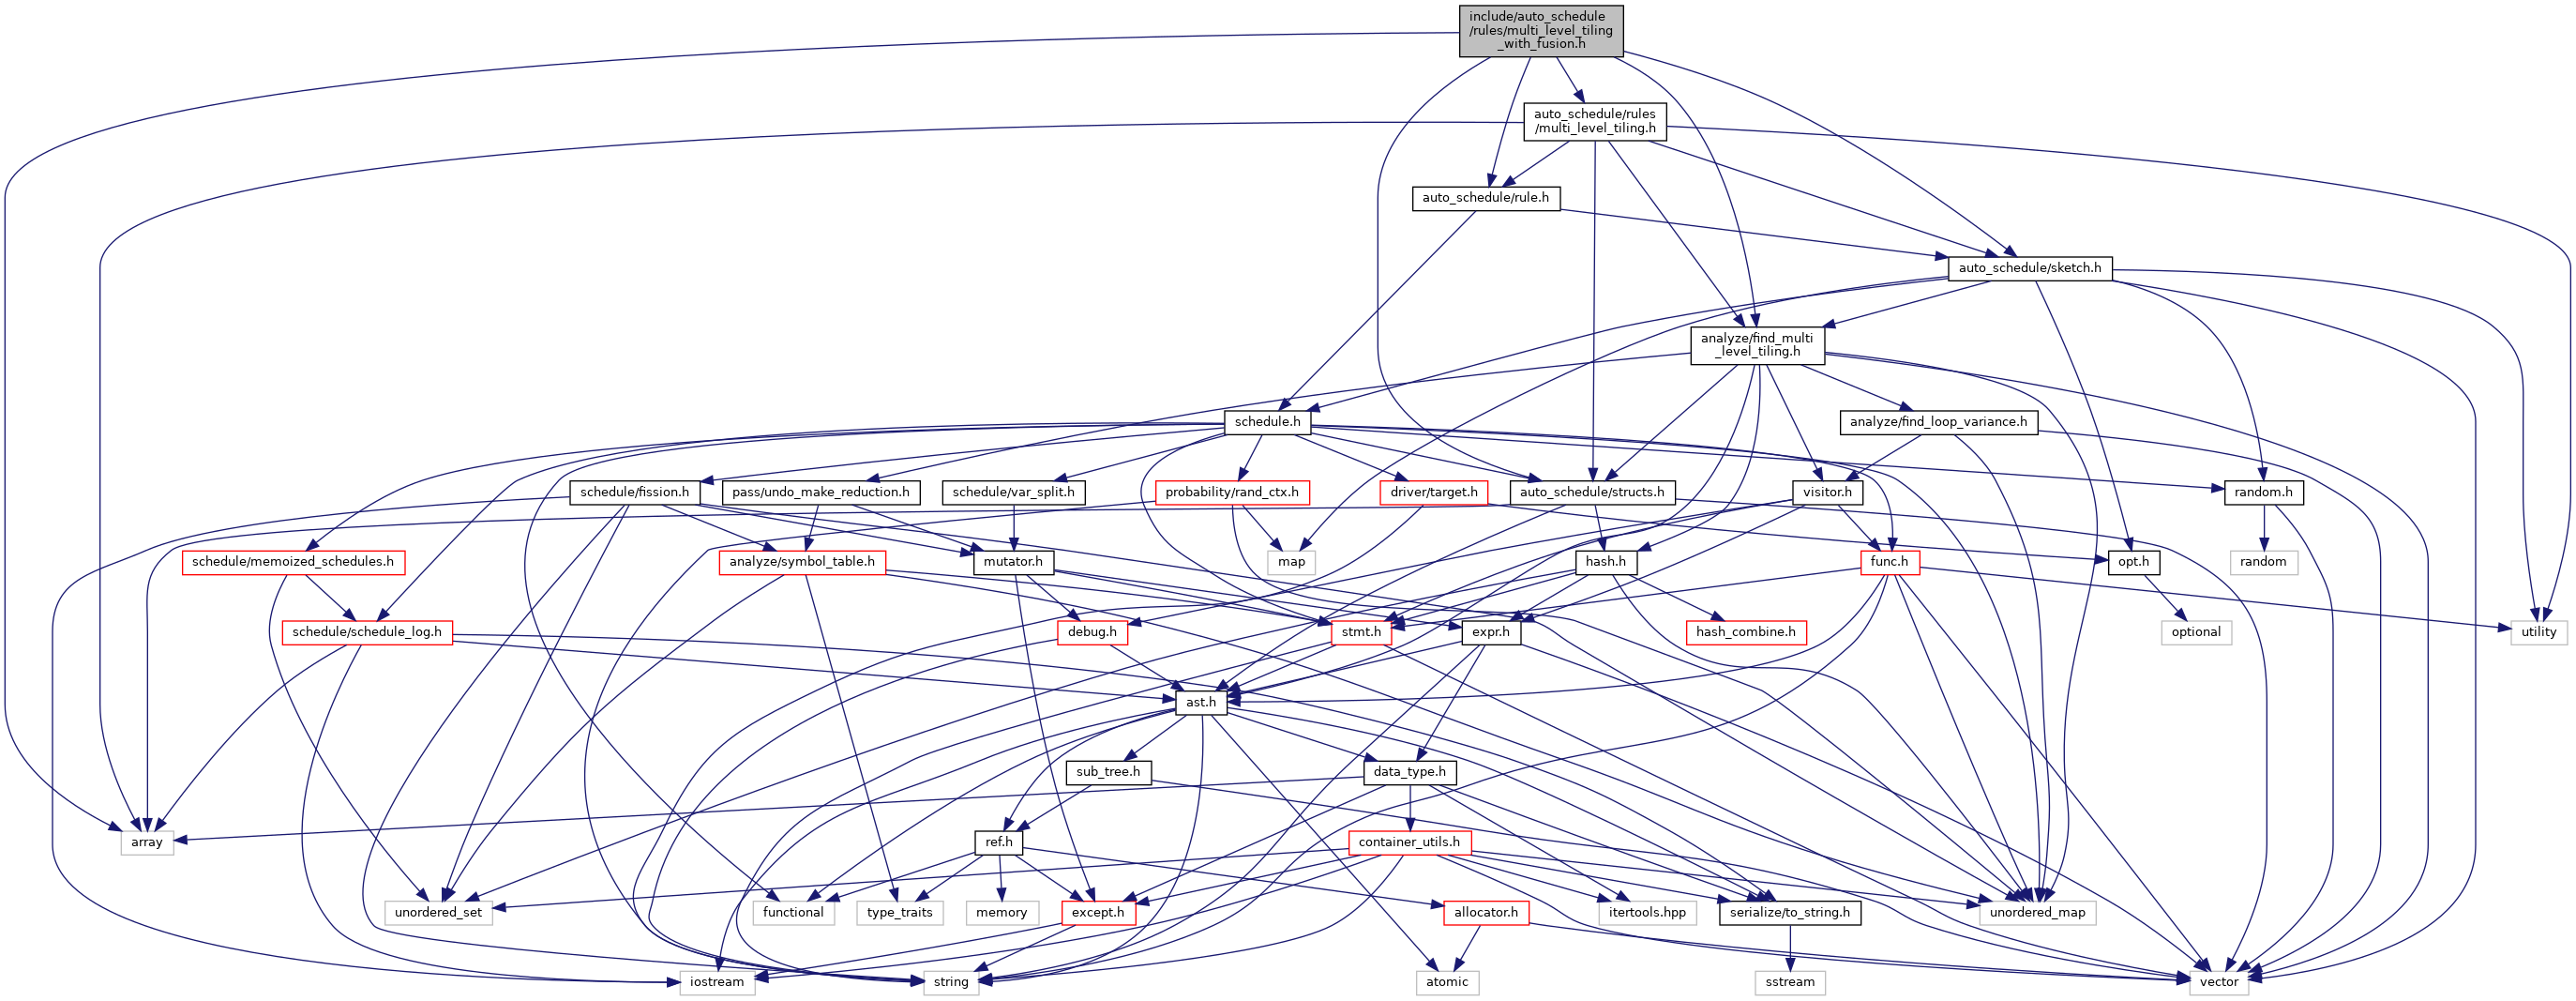 include/auto_schedule
/rules/multi_level_tiling
_with_fusion.h
auto_schedule/rules
/multi_level_tiling.h
auto_schedule/rule.h
auto_schedule/sketch.h
analyze/find_multi
_level_tiling.h
schedule.h
analyze/find_loop_variance.h
schedule/fission.h
pass/undo_make_reduction.h
schedule/var_split.h
probability/rand_ctx.h
driver/target.h
auto_schedule/structs.h
visitor.h
random.h
schedule/memoized_schedules.h
analyze/symbol_table.h
mutator.h
map
hash.h
func.h
opt.h
random
schedule/schedule_log.h
debug.h
stmt.h
expr.h
hash_combine.h
optional
utility
ast.h
sub_tree.h
data_type.h
array
ref.h
container_utils.h
unordered_set
functional
type_traits
memory
except.h
allocator.h
itertools.hpp
serialize/to_string.h
unordered_map
iostream
string
atomic
sstream
vector